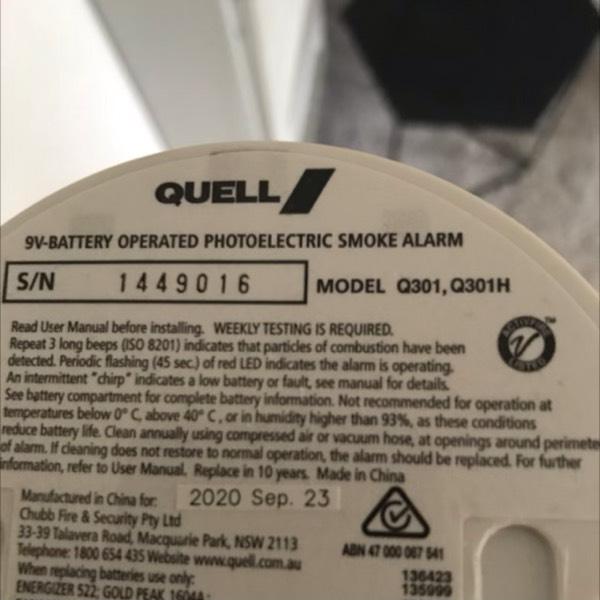 QUELL
9V-BATTERY OPERATED PHOTOELECTRIC SMOKE ALARM
S/N 1449016 MODEL Q301, Q301H
Read User Manual before installing. WEEKLY TESTING IS REQUIRED.
Repeat 3 long beeps (ISO 8201) indicates that particles of combustion have been
detected. Periodic flashing (45 sec.) of red LED indicates the alarm is operating.
An intermittent "chirp" indicates a low battery or fault, see manual for details.
See battery compartment for complete battery information. Not recommended for operation at
temperatures below 0° C, above 40° C, or in humidity higher than 93%, as these conditions
reduce battery life. Clean annually using compressed air or vacuum hose, at openings around perimete
of alarm. If cleaning does not restore to normal operation, the alarm should be replaced. For further
information, refer to User Manual. Replace in 10 years. Made in China
Manufactured in China for: 2020 Sep. 23
Chubb Fire & Security Pty Ltd
33-39 Talavera Road, Macquarie Park, NSW 2113
Telephone: 1800 654 435 Website www.quell.com.au
ABN 47 000 067 541
When replacing batteries use only:
136423
ENERGIZER 522; GOLD PEAK 1604A
135999